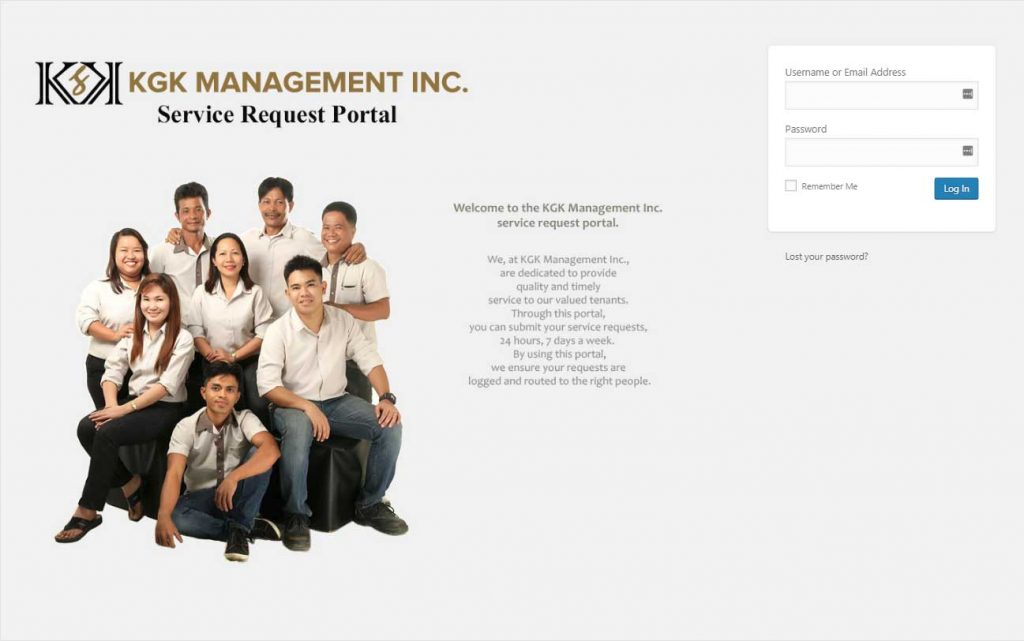 K&K KGK MANAGEMENT INC.
Service Request Portal
Username or Email Address
Password
Remember Me
Log In
Lost your password?
Welcome to the KGK Management Inc.
service request portal.
We, at KGK Management Inc.,
are dedicated to provide
quality and timely
service to our valued tenants.
Through this portal,
you can submit your service requests,
24 hours, 7 days a week.
By using this portal,
we ensure your requests are
logged and routed to the right people.